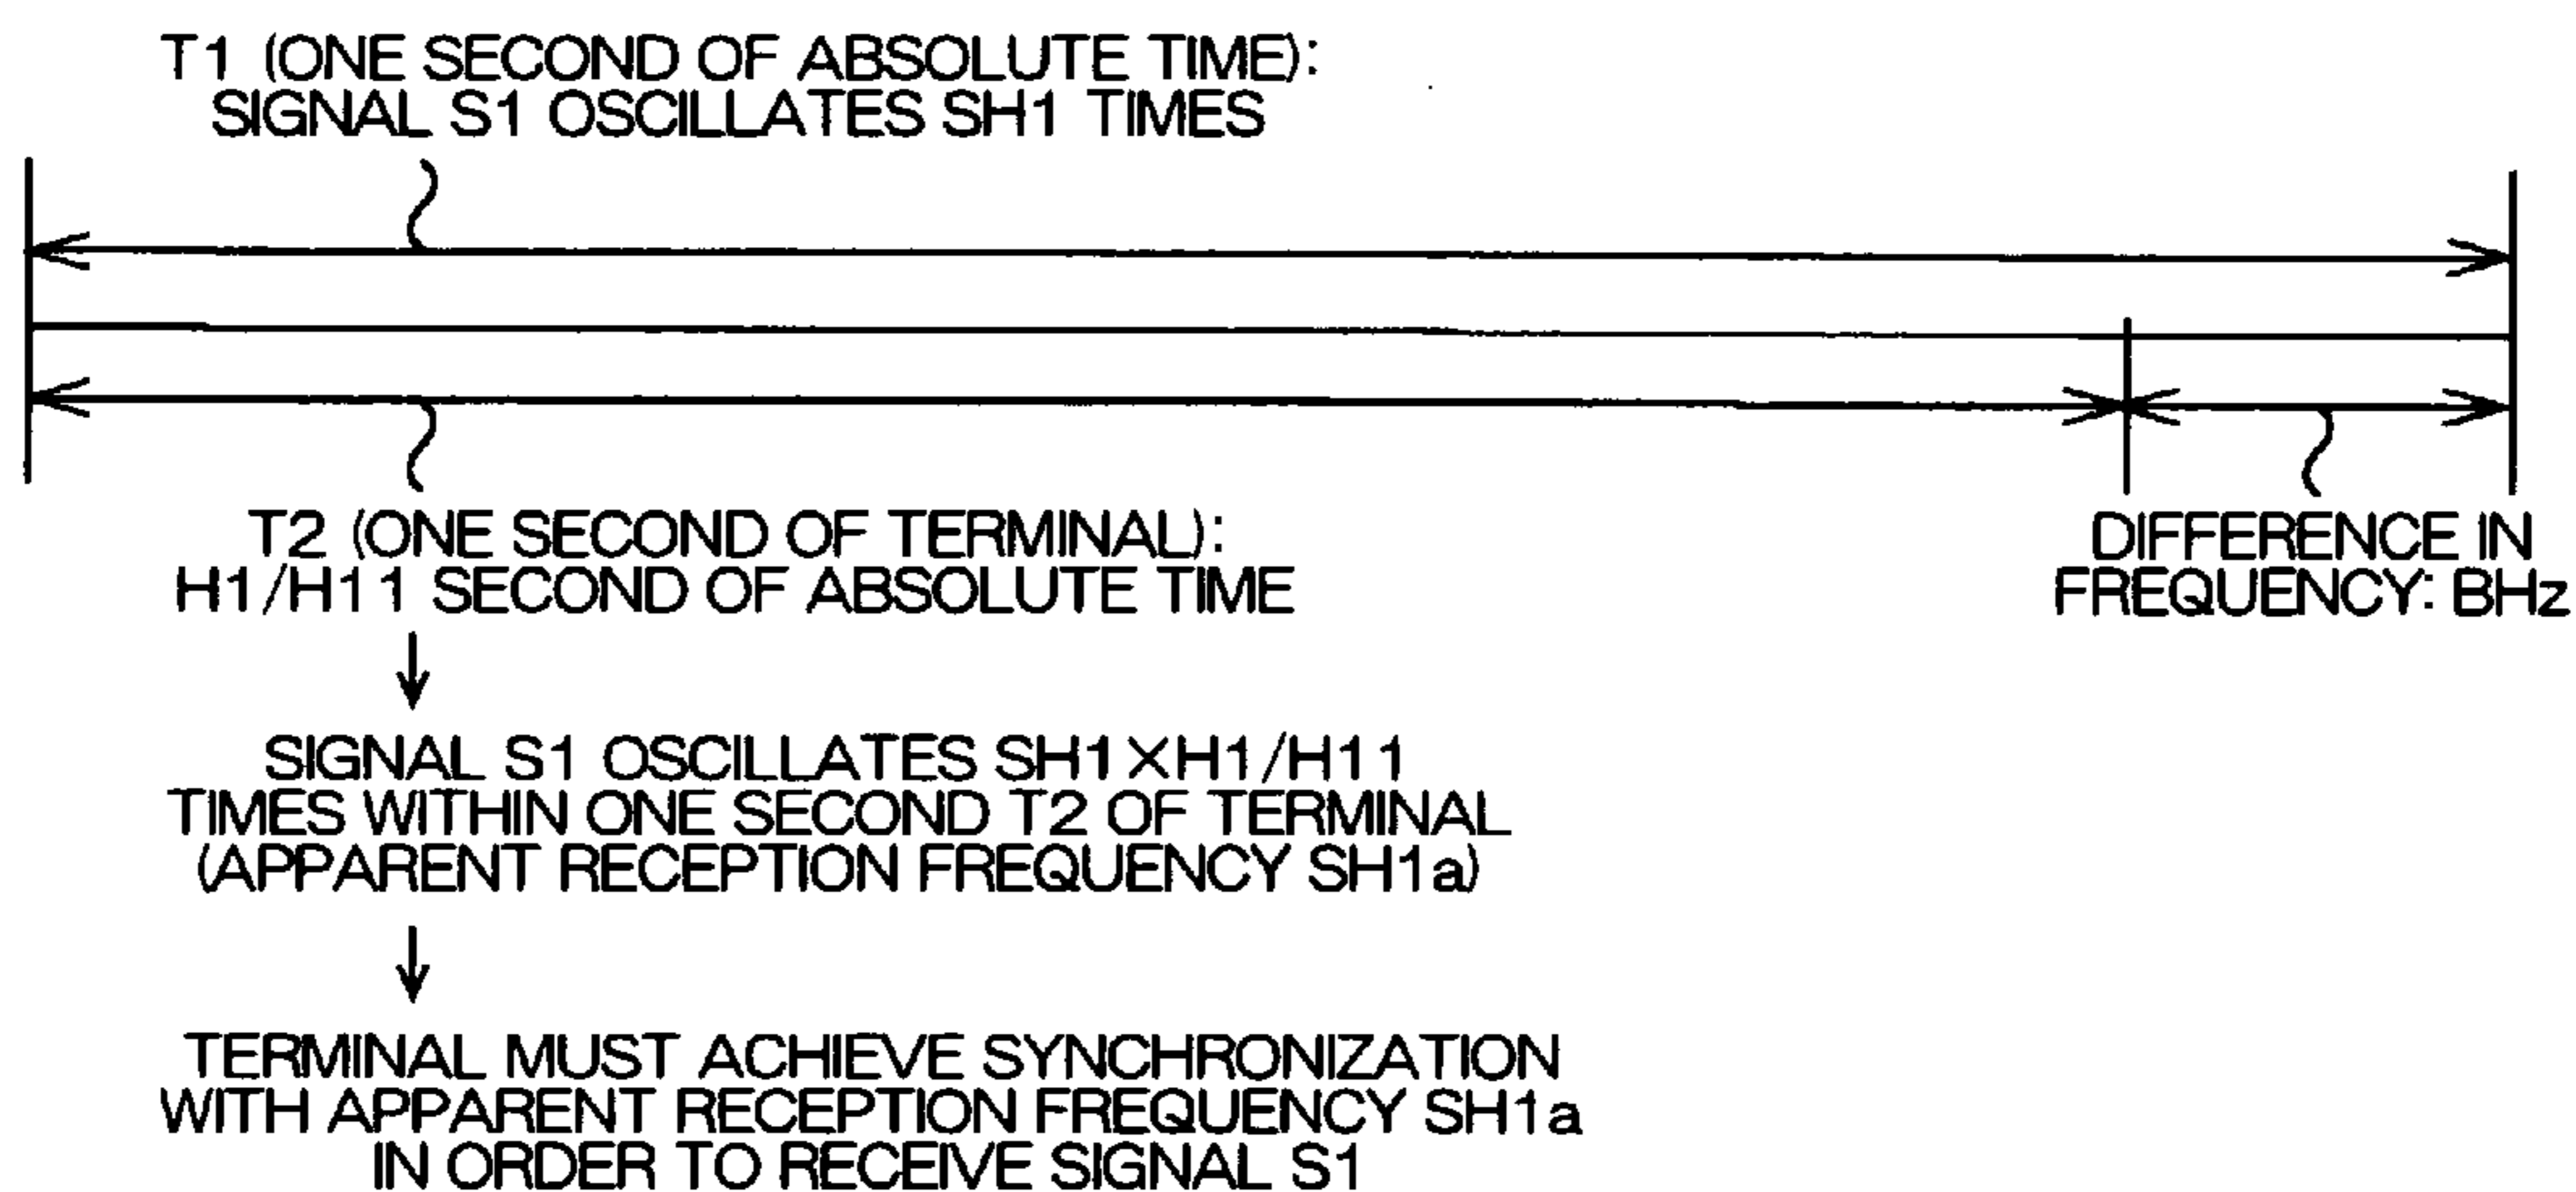 T1 (ONE SECOND OF ABSOLUTE TIME):
SIGNAL S1 OSCILLATES SH1 TIMES
T2 (ONE SECOND OF TERMINAL):
H1/H11 SECOND OF ABSOLUTE TIME
DIFFERENCE IN
FREQUENCY: BHz
SIGNAL S1 OSCILLATES SH1×H1/H11
TIMES WITHIN ONE SECOND T2 OF TERMINAL
(APPARENT RECEPTION FREQUENCY SH1a)
TERMINAL MUST ACHIEVE SYNCHRONIZATION
WITH APPARENT RECEPTION FREQUENCY SH1a
IN ORDER TO RECEIVE SIGNAL S1